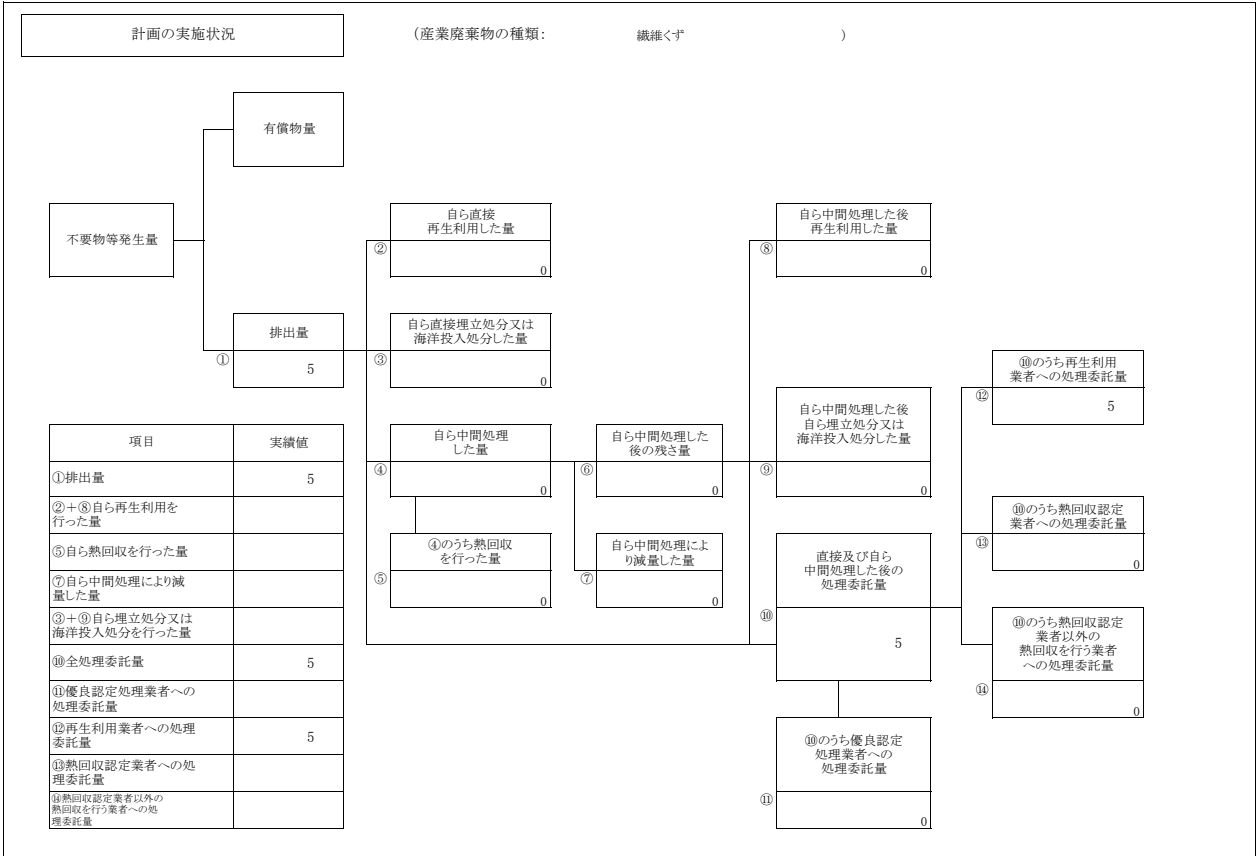 計画の実施状況
(産業廃棄物の種類: 繊維くず )
有償物量
不要物等発生量
排出量
①
5
自ら直接
再生利用した量
②
0
自ら直接埋立処分又は
海洋投入処分した量
③
0
自ら中間処理
した量
④
0
④のうち熱回収
を行った量
⑤
0
自ら中間処理した
後の残さ量
⑥
0
自ら中間処理によ
り減量した量
⑦
0
自ら中間処理した後
再生利用した量
⑧
0
自ら中間処理した後
自ら埋立処分又は
海洋投入処分した量
⑨
0
直接及び自ら
中間処理した後の
処理委託量
⑩
5
⑩のうち優良認定
処理業者への
処理委託量
⑪
0
⑩のうち再生利用
業者への処理委託量
⑫
5
⑩のうち熱回収認定
業者への処理委託量
⑬
0
⑩のうち熱回収認定
業者以外の
熱回収を行う業者
への処理委託量
⑭
0
項目 実績値
①排出量 5
②+⑧自ら再生利用を
行った量
⑤自ら熱回収を行った量
⑦自ら中間処理により減
量した量
③+⑨自ら埋立処分又は
海洋投入処分を行った量
⑩全処理委託量 5
⑪優良認定処理業者への
処理委託量
⑫再生利用業者への処理
委託量 5
⑬熱回収認定業者への処
理委託量
⑭熱回収認定業者以外の
熱回収を行う業者への処
理委託量